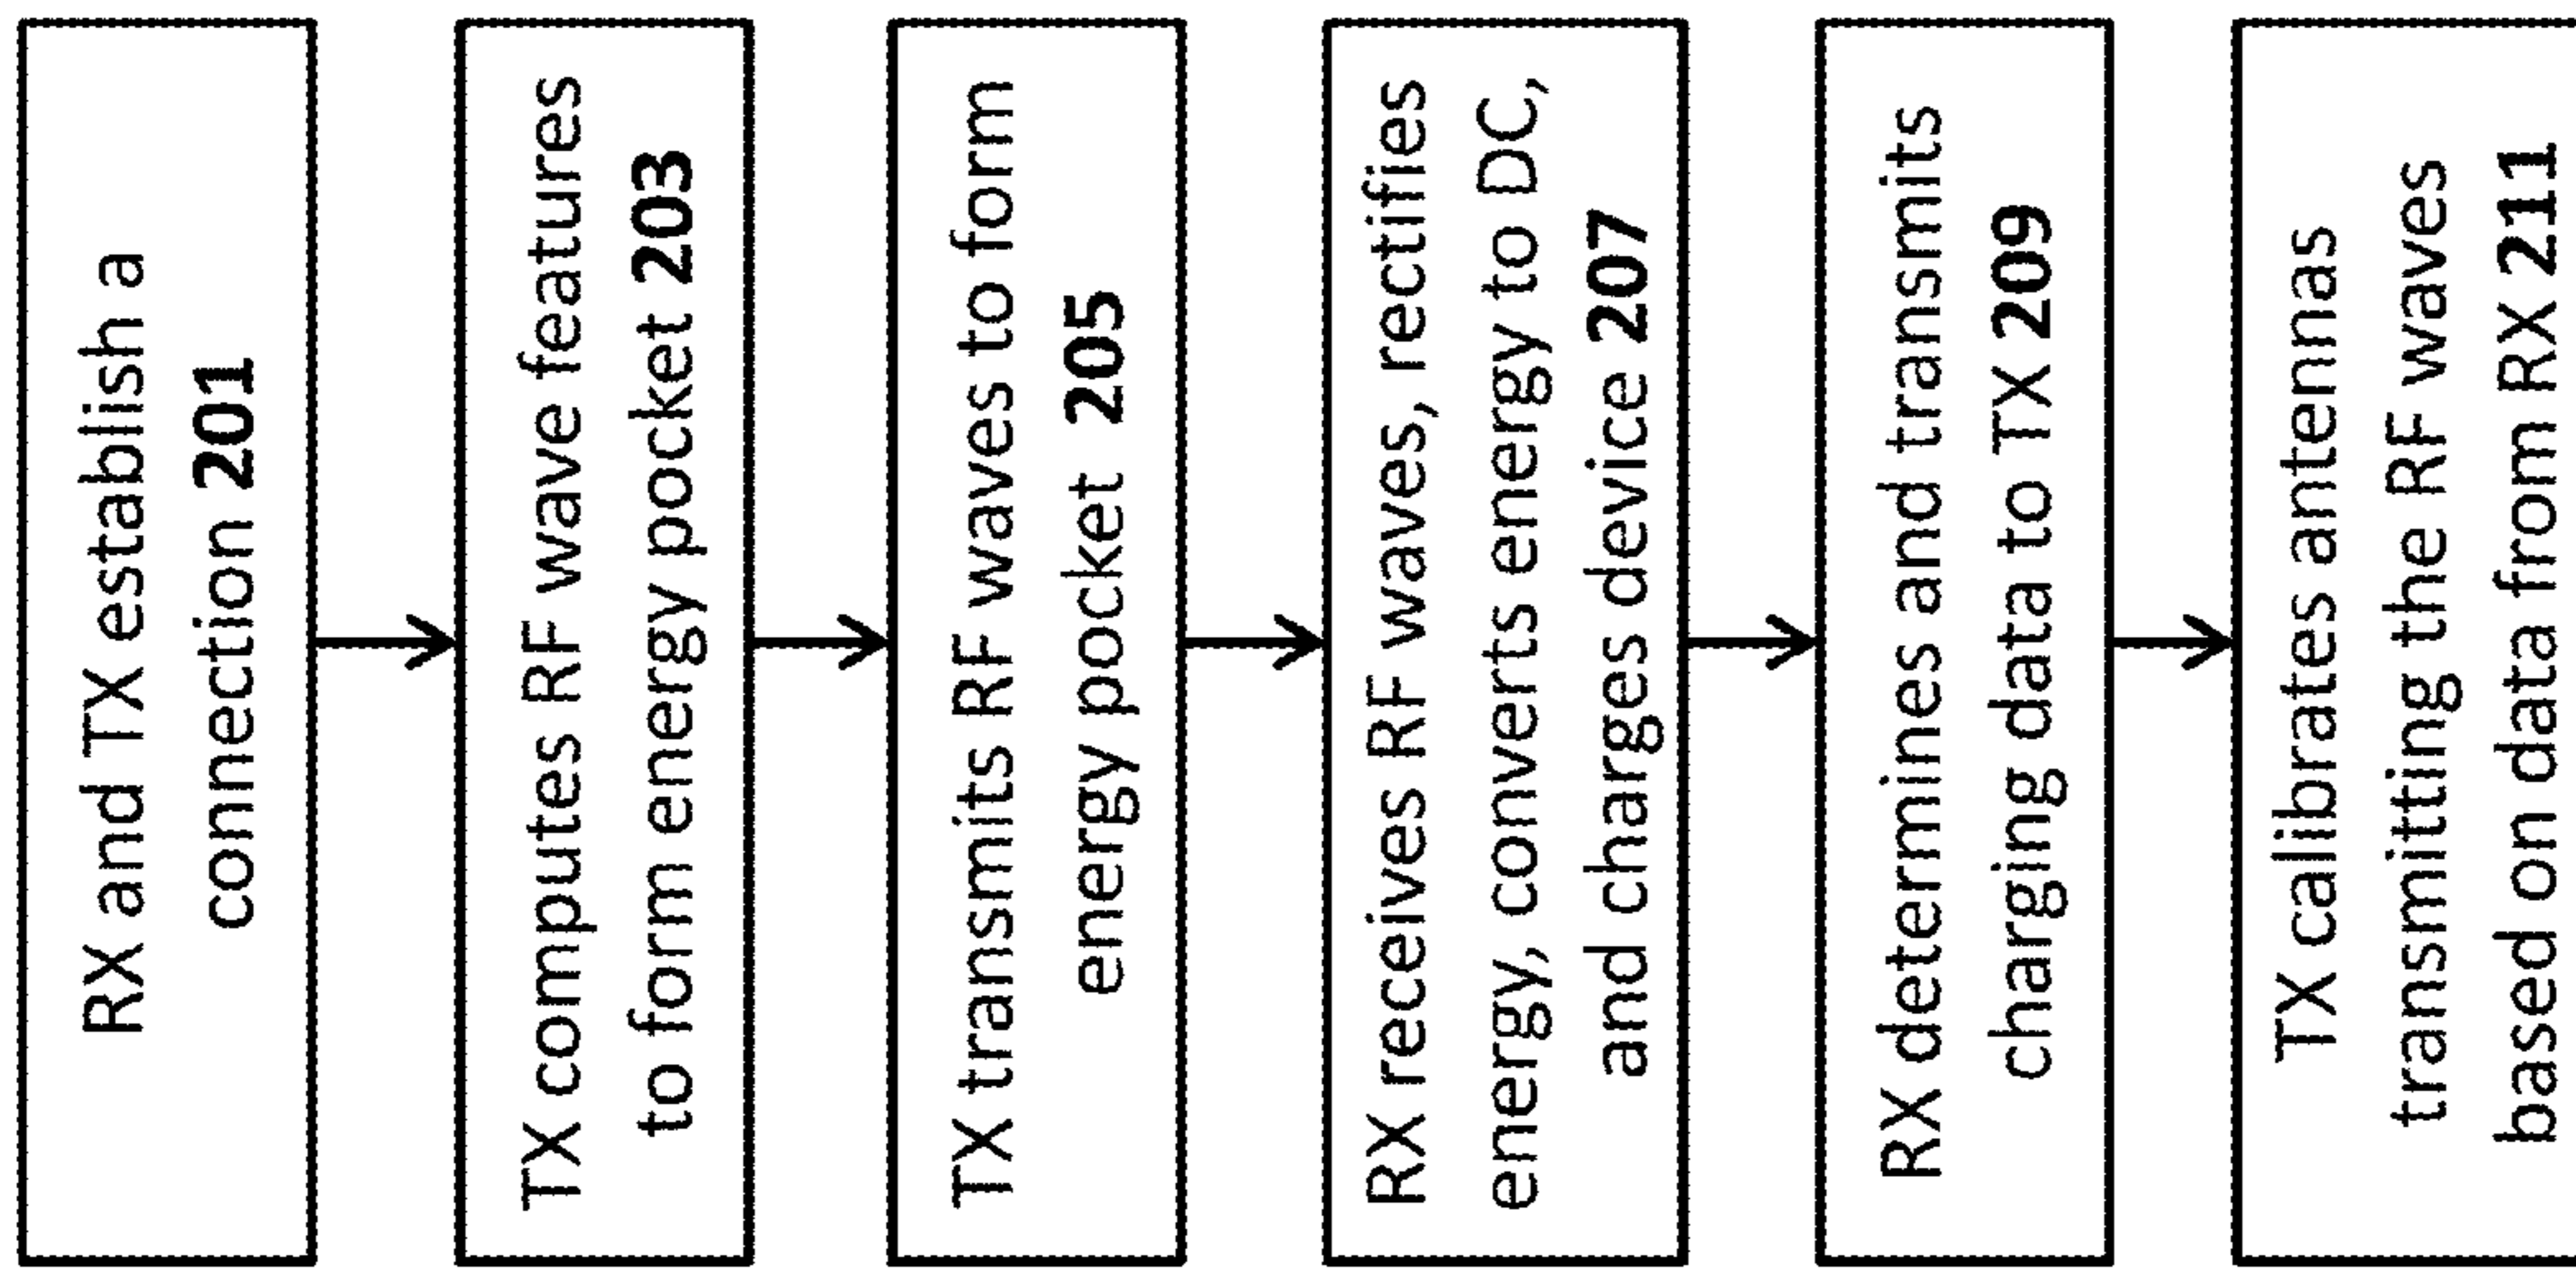 RX and TX establish a
connection 201
TX computes RF wave features
to form energy pocket 203
TX transmits RF waves to form
energy pocket 205
RX receives RF waves, rectifies
energy, converts energy to DC,
and charges device 207
RX determines and transmits
charging data to TX 209
TX calibrates antennas
transmitting the RF waves
based on data from RX 211